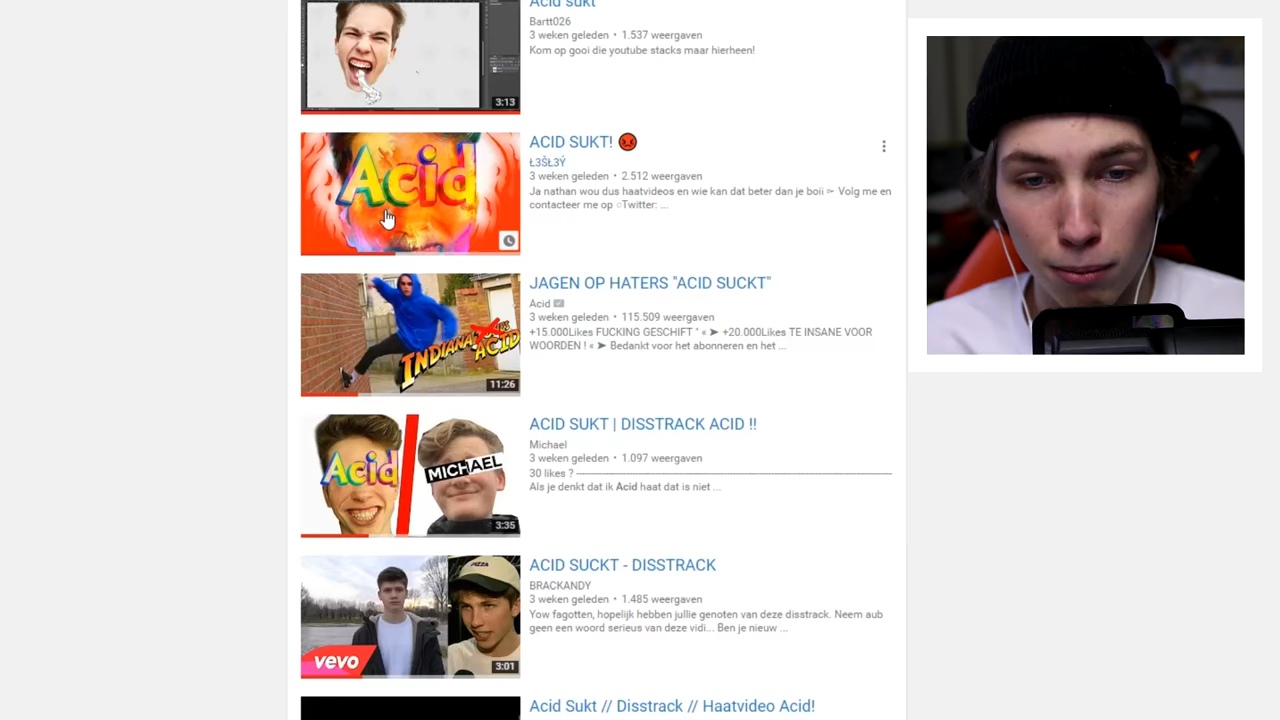 Acid sukt
Bartt026
3 weken geleden • 1.537 weergaven
Kom op gooi die youtube stacks maar hierheen!
3:13
ACID SUKT! 😡
Ł3ŠŁ3Ý
3 weken geleden • 2.512 weergaven
Ja nathan wou dus haatvideos en wie kan dat beter dan je boii ➣ Volg me en
contacteer me op ○Twitter: ...
Acid
JAGEN OP HATERS "ACID SUCKT"
Acid
3 weken geleden • 115.509 weergaven
+15.000Likes FUCKING GESCHIFT " « ➤ +20.000Likes TE INSANE VOOR
WOORDEN ! « ➤ Bedankt voor het abonneren en het ...
INDIANA
ACID
11:26
ACID SUKT | DISSTRACK ACID !!
Michael
3 weken geleden • 1.097 weergaven
30 likes ? ----------------------------------------
Als je denkt dat ik Acid haat dat is niet ...
Acid
MICHAEL
3:35
ACID SUCKT - DISSTRACK
BRACKANDY
3 weken geleden • 1.485 weergaven
Yow fagotten, hopelijk hebben jullie genoten van deze disstrack. Neem aub
geen een woord serieus van deze vidi... Ben je nieuw ...
PIZZA
vevo
3:01
Acid Sukt // Disstrack // Haatvideo Acid!